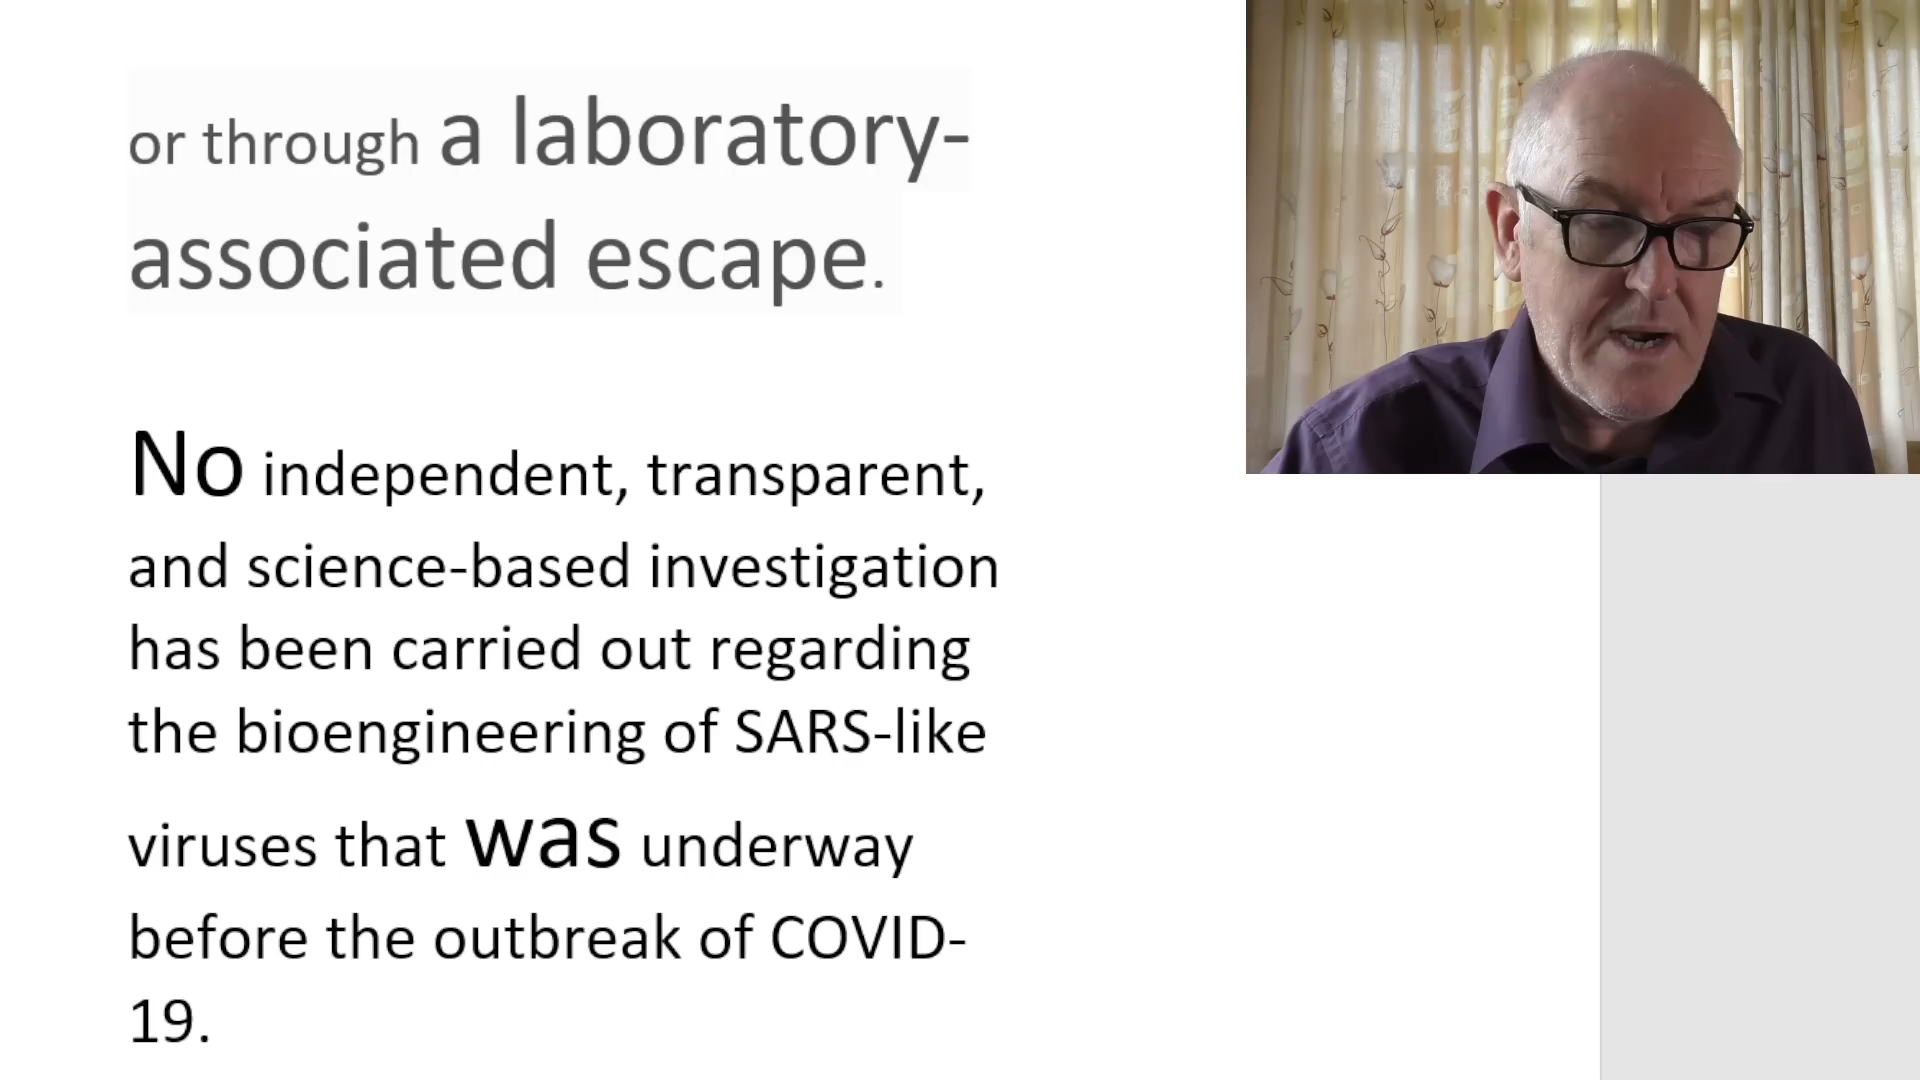 or through a laboratory-
associated escape.
No independent, transparent,
and science-based investigation
has been carried out regarding
the bioengineering of SARS-like
viruses that was underway
before the outbreak of COVID-
19.